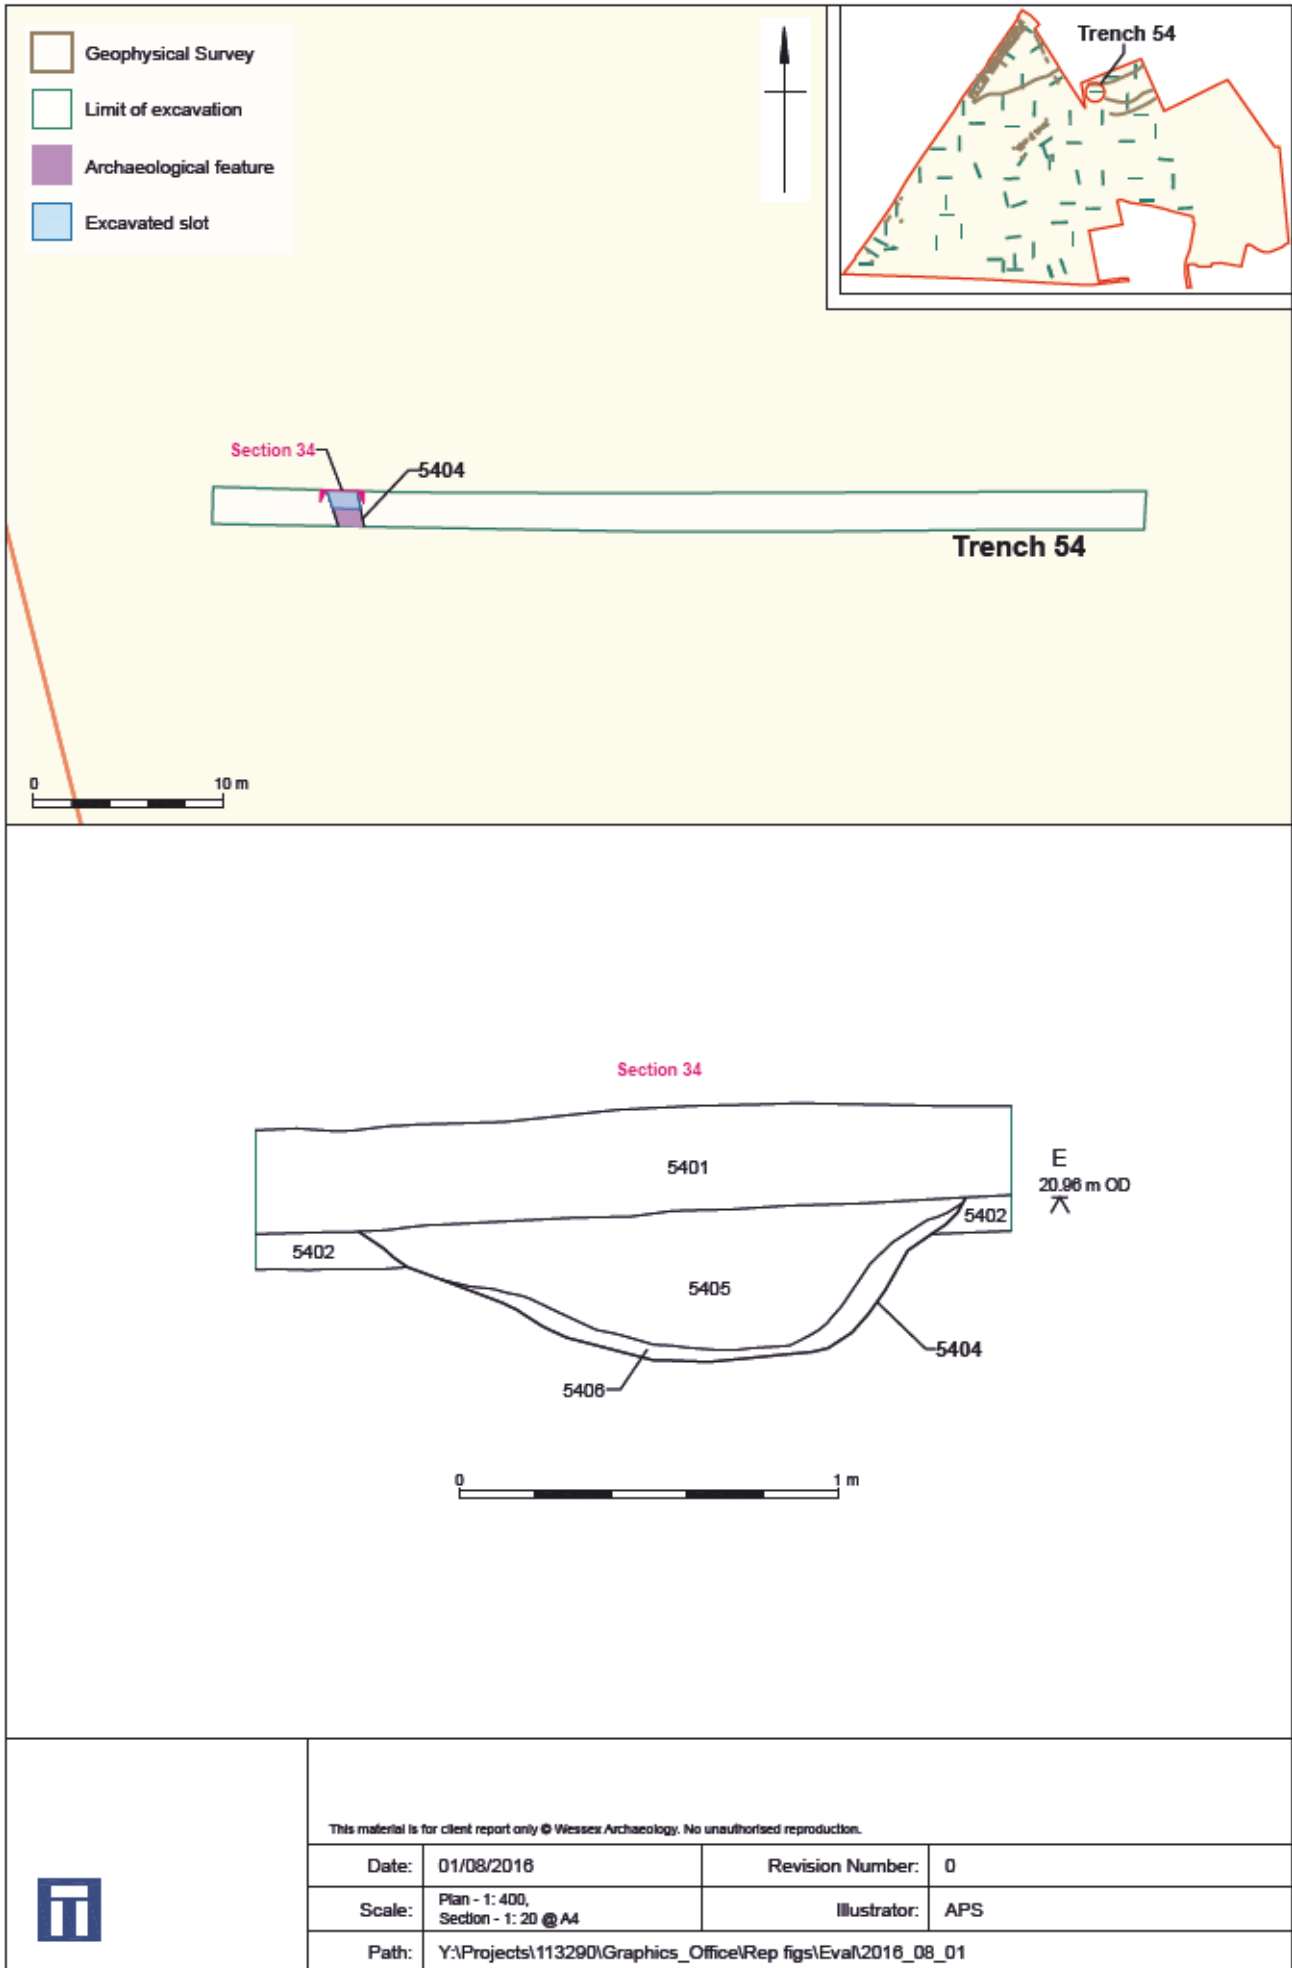 Geophysical Survey
Limit of excavation
Archaeological feature
Excavated slot
Trench 54
Section 34
5404
Trench 54
0 10 m
Section 34
5401
E
20.96 m OD
5402
5402
5405
5404
5406
0 1 m
This material is for client report only © Wessex Archaeology. No unauthorised reproduction.
Date: 01/08/2016 Revision Number: 0
Scale: Plan - 1: 400,
Section - 1: 20 @ A4 Illustrator: APS
Path: Y:\Projects\113290\Graphics_Office\Rep figs\Eval\2016_08_01